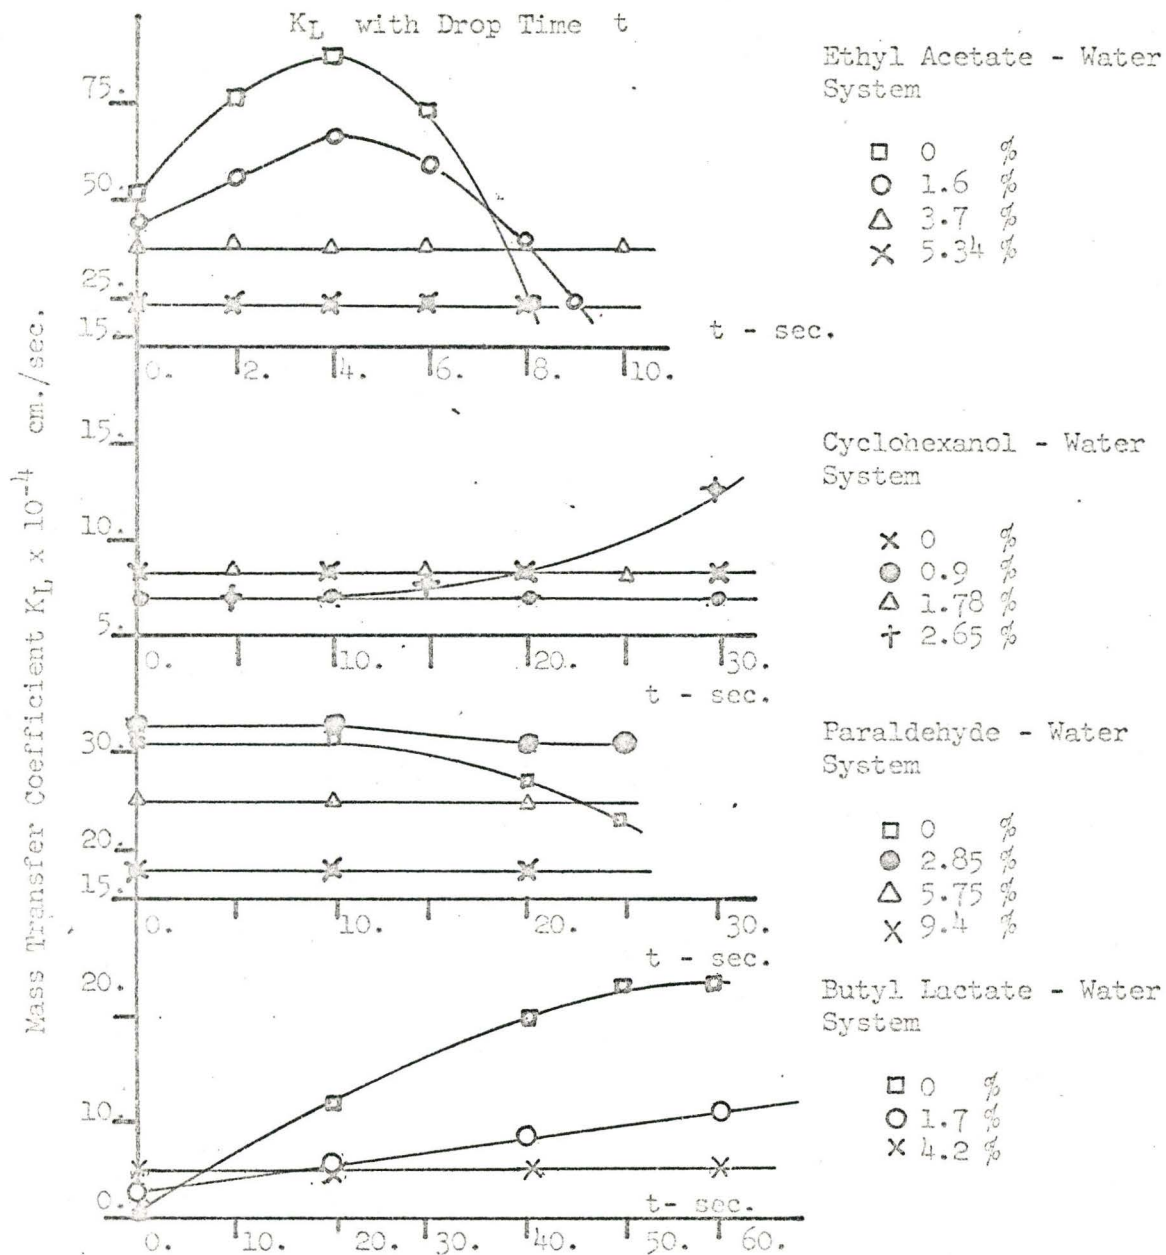 K_L with Drop Time t
Mass Transfer Coefficient K_L x 10^-4 cm./sec.
Ethyl Acetate - Water
System
□ 0 %
○ 1.6 %
△ 3.7 %
× 5.34 %
75.
50.
25.
15.
t - sec.
0. 2. 4. 6. 8. 10.
Cyclohexanol - Water
System
× 0 %
● 0.9 %
△ 1.78 %
† 2.65 %
15.
10.
5.
0. 10. 20. 30.
t - sec.
Paraldehyde - Water
System
□ 0 %
● 2.85 %
△ 5.75 %
× 9.4 %
30.
20.
15.
0. 10. 20. 30.
t - sec.
Butyl Lactate - Water
System
□ 0 %
○ 1.7 %
× 4.2 %
20.
10.
0.
t- sec.
0. 10. 20. 30. 40. 50. 60.